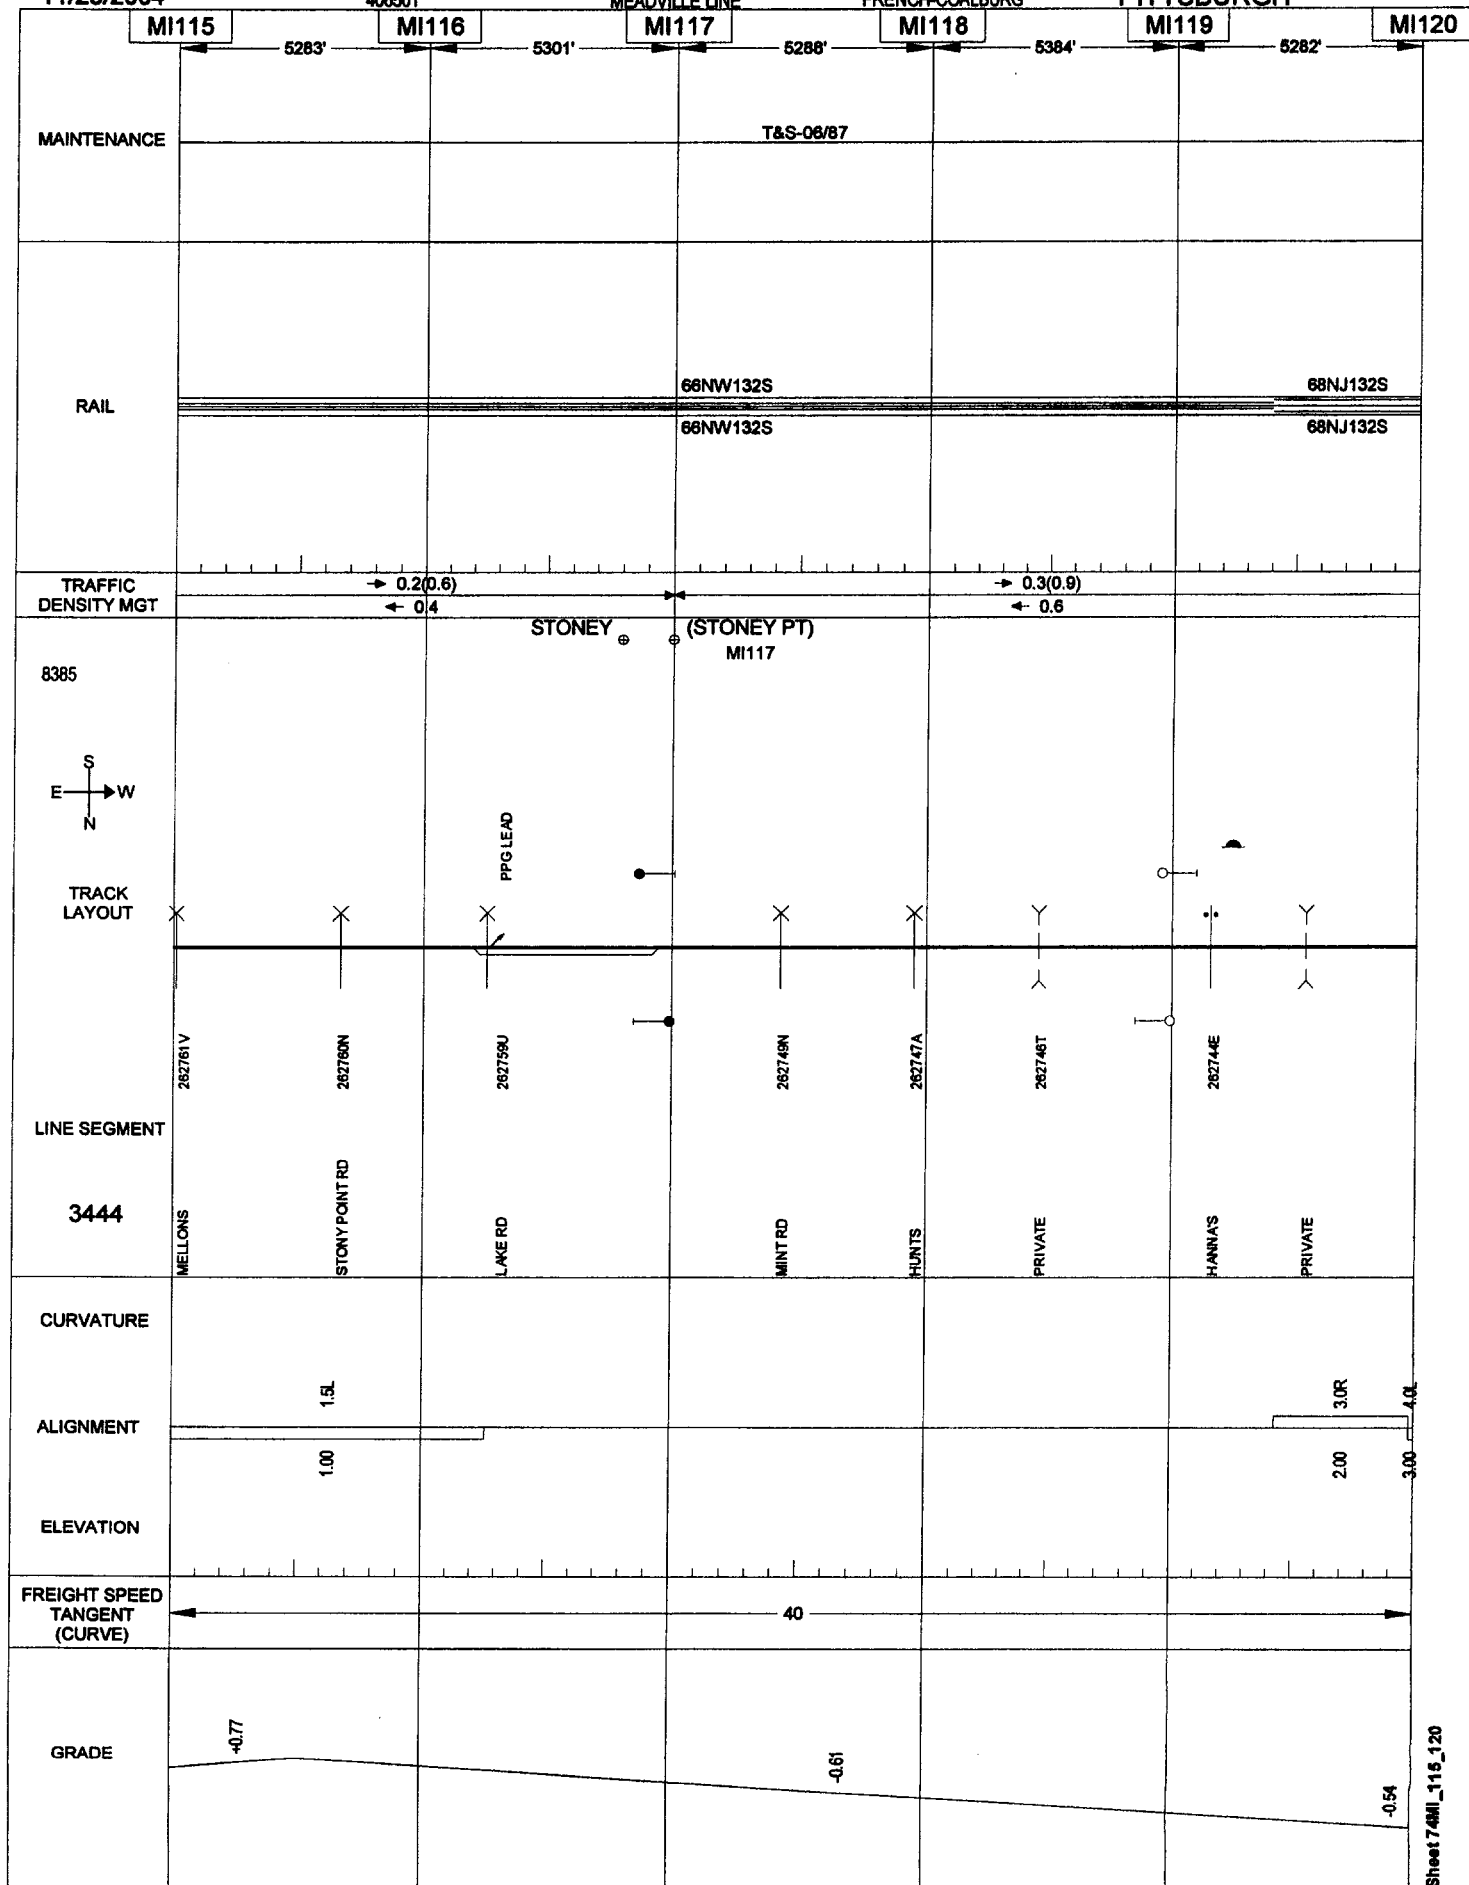 MEADVILLE LINE
FRENCH-COALBURG
PITTSBURGH
MI115
MI116
MI117
MI118
MI119
MI120
5283'
5301'
5288'
5384'
5282'
MAINTENANCE
T&S-06/87
RAIL
66NW132S
68NJ132S
66NW132S
68NJ132S
TRAFFIC
DENSITY MGT
0.2(0.6)
0.4
0.3(0.9)
0.6
STONEY
(STONEY PT)
MI117
8385
S
E
W
N
PPG LEAD
TRACK
LAYOUT
262761V
262760N
262759U
262749N
262747A
262746T
262744E
LINE SEGMENT
3444
MELLONS
STONY POINT RD
LAKE RD
MINT RD
HUNTS
PRIVATE
HANNA'S
PRIVATE
CURVATURE
1.5L
3.0R
4.0L
ALIGNMENT
1.00
2.00
3.00
ELEVATION
FREIGHT SPEED
TANGENT
(CURVE)
40
GRADE
+0.77
-0.61
-0.54
Sheet 74MI_115_120